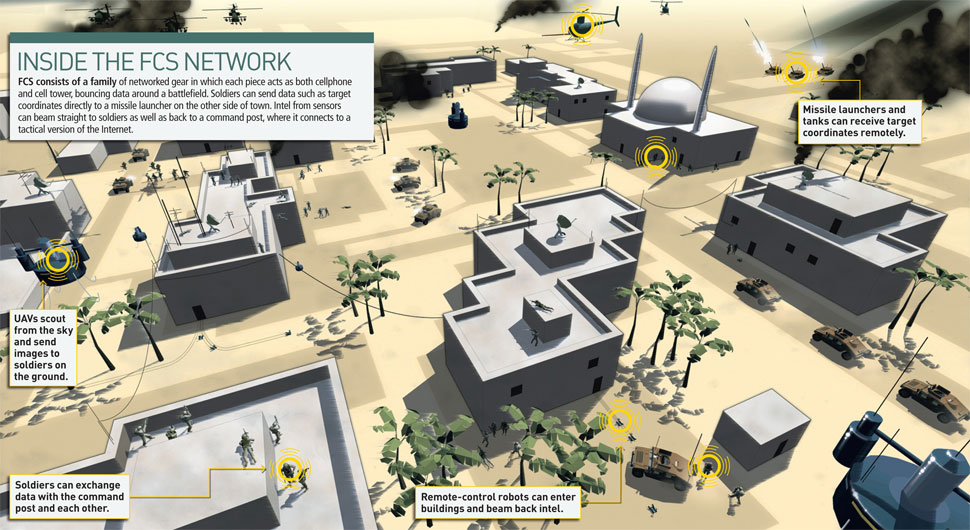 INSIDE THE FCS NETWORK
FCS consists of a family of networked gear in which each piece acts as both cellphone
and cell tower, bouncing data around a battlefield. Soldiers can send data such as target
coordinates directly to a missile launcher on the other side of town. Intel from sensors
can beam straight to soldiers as well as back to a command post, where it connects to a
tactical version of the Internet.
Missile launchers and
tanks can receive target
coordinates remotely.
UAVs scout
from the sky
and send
images to
soldiers on
the ground.
Soldiers can exchange
data with the command
post and each other.
Remote-control robots can enter
buildings and beam back intel.